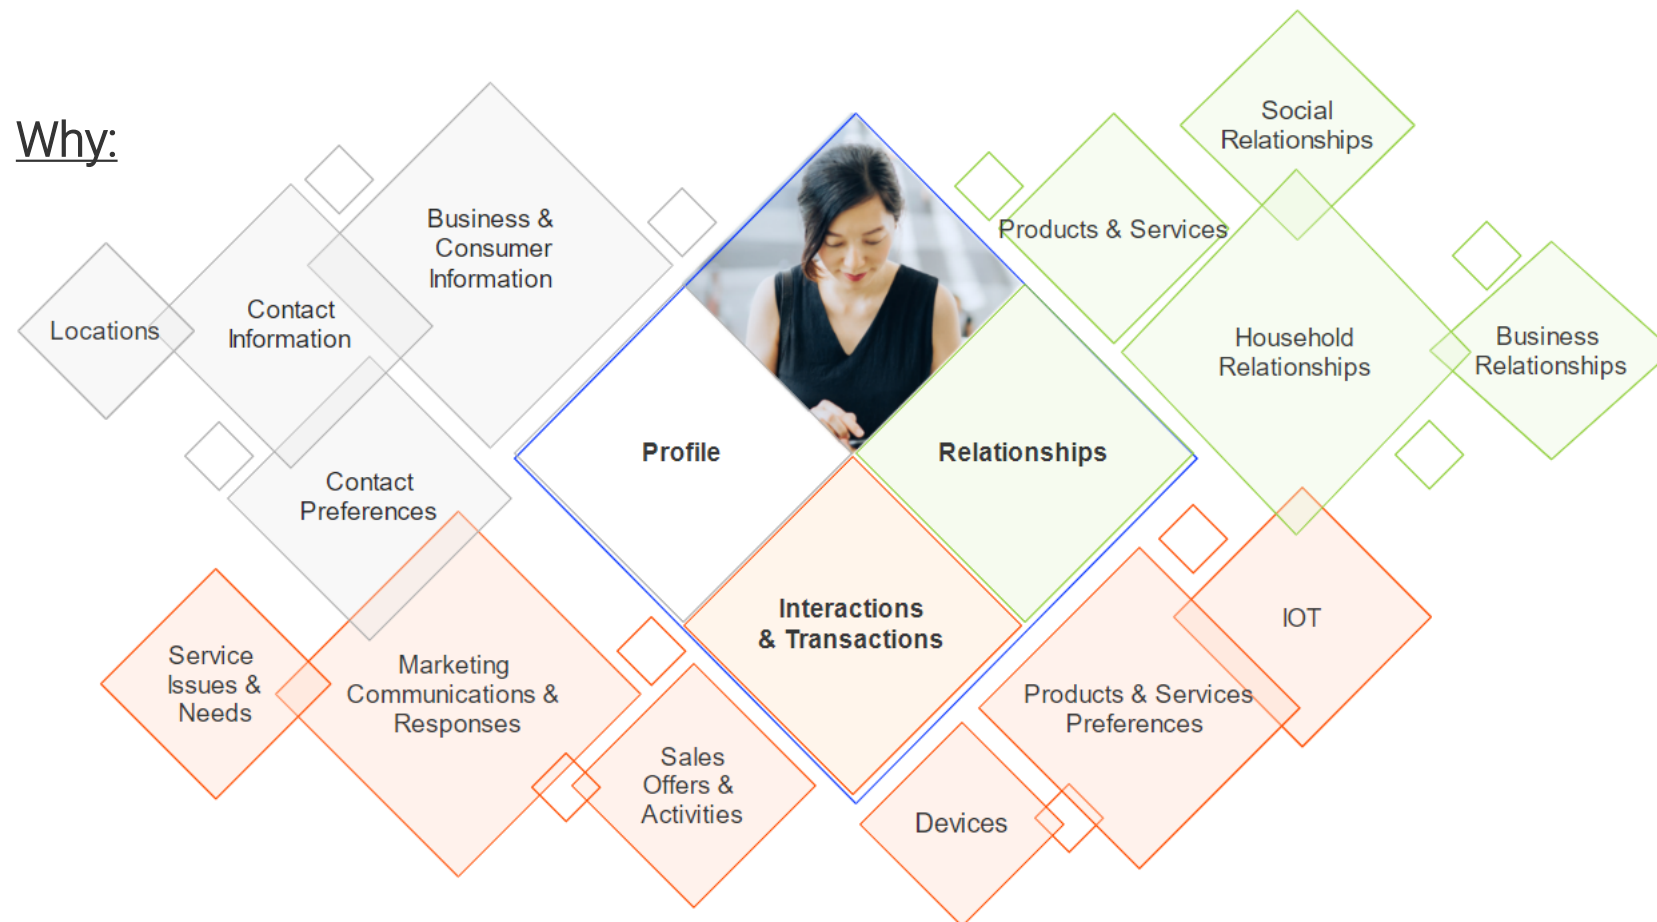 Why:
Social
Relationships
Business &
Consumer
Information
Products & Services
Contact
Information
Locations
Household
Relationships
Business
Relationships
Profile
Relationships
Contact
Preferences
Interactions
& Transactions
IOT
Service
Issues &
Needs
Marketing
Communications &
Responses
Products & Services
Preferences
Sales
Offers &
Activities
Devices